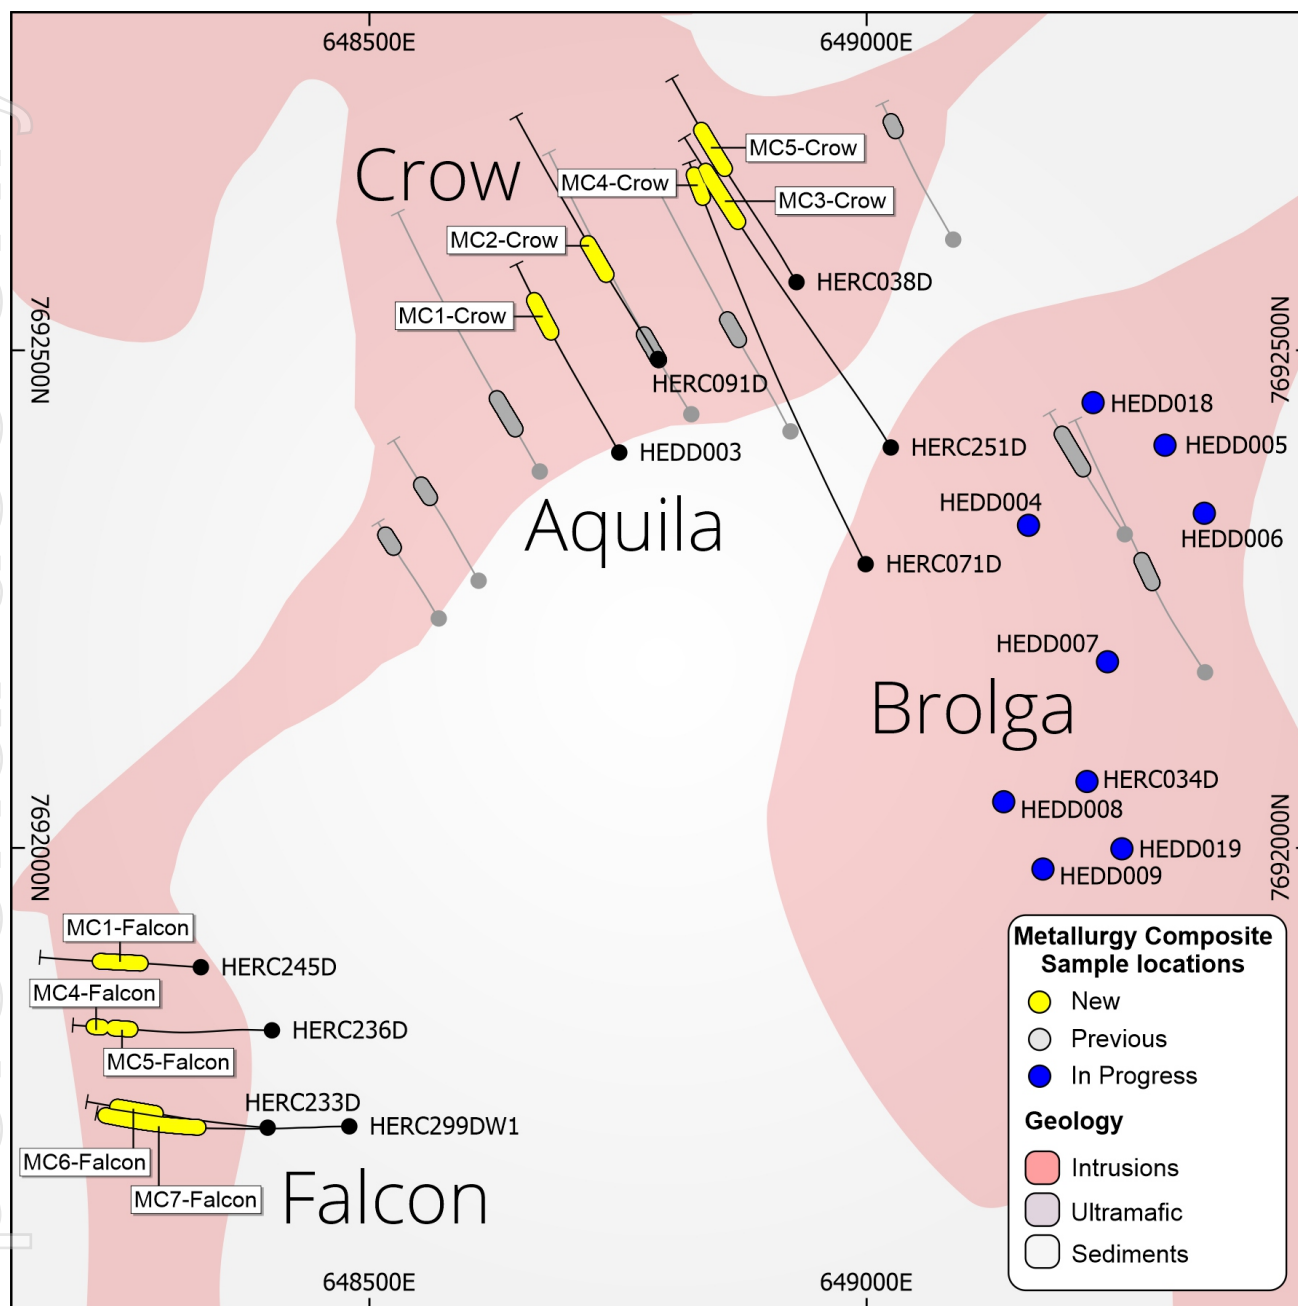 648500E
649000E
Crow
MC5-Crow
MC4-Crow
MC3-Crow
MC2-Crow
HERC038D
MC1-Crow
7692500N
7692500N
HERC091D
HEDD018
HEDD003
HERC251D
HEDD005
HEDD004
Aquila
HEDD006
HERC071D
HEDD007
Brolga
HERC034D
HEDD008
7692000N
7692000N
HEDD019
HEDD009
MC1-Falcon
HERC245D
MC4-Falcon
HERC236D
MC5-Falcon
HERC233D
HERC299DW1
MC6-Falcon
MC7-Falcon
Falcon
Metallurgy Composite
Sample locations
New
Previous
In Progress
Geology
Intrusions
Ultramafic
Sediments
648500E
649000E